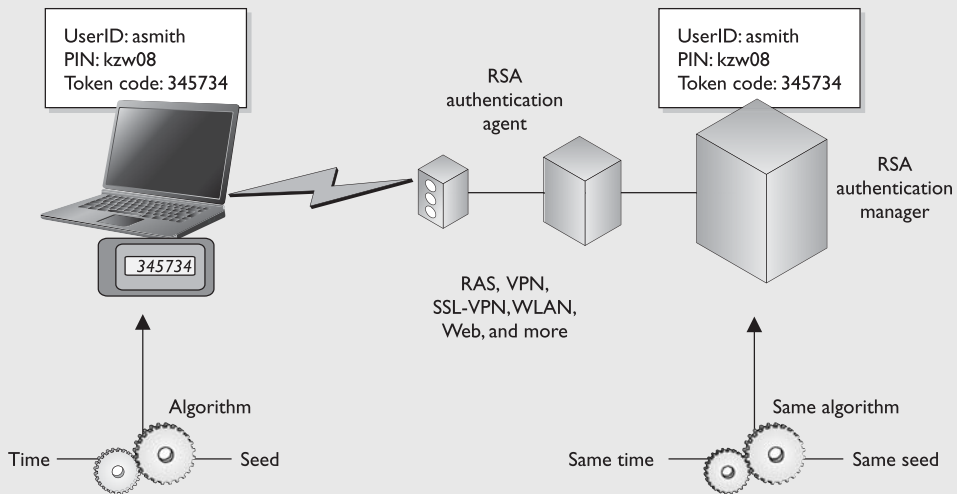 UserID: asmith
PIN: kzw08
Token code: 345734
UserID: asmith
PIN: kzw08
Token code: 345734
RSA
authentication
agent
RSA
authentication
manager
345734
RAS, VPN,
SSL-VPN, WLAN,
Web, and more
Algorithm
Time
Seed
Same algorithm
Same time
Same seed